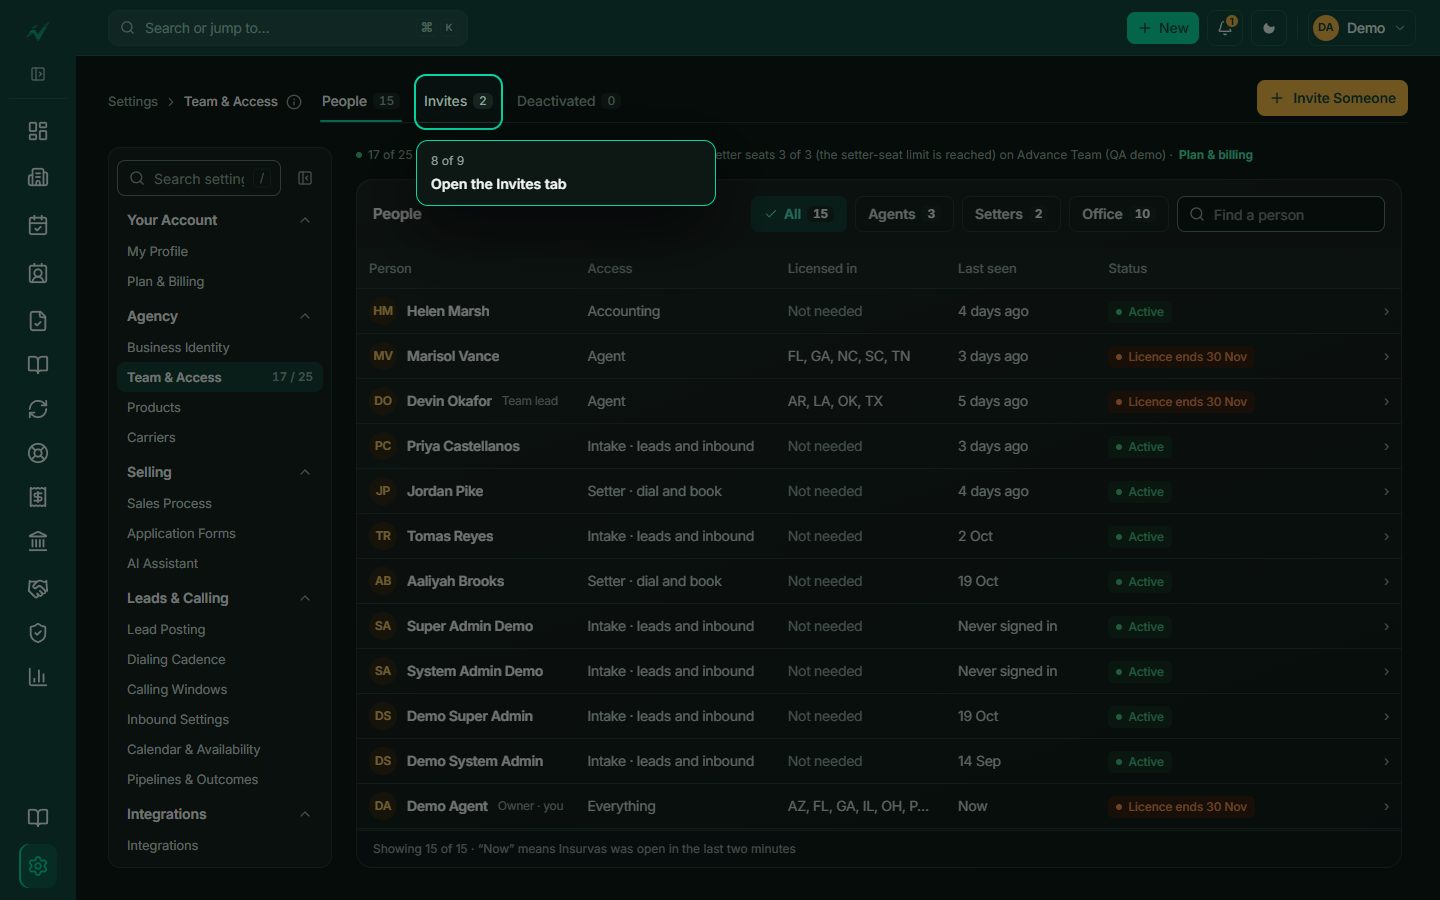 Search or jump to...
⌘ K
+ New
1
DA
Demo
Settings > Team & Access
People 15
Invites 2
Deactivated 0
+ Invite Someone
17 of 25
etter seats 3 of 3 (the setter-seat limit is reached) on Advance Team (QA demo) · Plan & billing
8 of 9
Open the Invites tab
Search setting
/
Your Account
My Profile
Plan & Billing
Agency
Business Identity
Team & Access 17 / 25
Products
Carriers
Selling
Sales Process
Application Forms
AI Assistant
Leads & Calling
Lead Posting
Dialing Cadence
Calling Windows
Inbound Settings
Calendar & Availability
Pipelines & Outcomes
Integrations
Integrations
People
All 15
Agents 3
Setters 2
Office 10
Find a person
Person Access Licensed in Last seen Status
HM Helen Marsh Accounting Not needed 4 days ago Active
MV Marisol Vance Agent FL, GA, NC, SC, TN 3 days ago Licence ends 30 Nov
DO Devin Okafor Team lead Agent AR, LA, OK, TX 5 days ago Licence ends 30 Nov
PC Priya Castellanos Intake · leads and inbound Not needed 3 days ago Active
JP Jordan Pike Setter · dial and book Not needed 4 days ago Active
TR Tomas Reyes Intake · leads and inbound Not needed 2 Oct Active
AB Aaliyah Brooks Setter · dial and book Not needed 19 Oct Active
SA Super Admin Demo Intake · leads and inbound Not needed Never signed in Active
SA System Admin Demo Intake · leads and inbound Not needed Never signed in Active
DS Demo Super Admin Intake · leads and inbound Not needed 19 Oct Active
DS Demo System Admin Intake · leads and inbound Not needed 14 Sep Active
DA Demo Agent Owner · you Everything AZ, FL, GA, IL, OH, P... Now Licence ends 30 Nov
Showing 15 of 15 · “Now” means Insurvas was open in the last two minutes